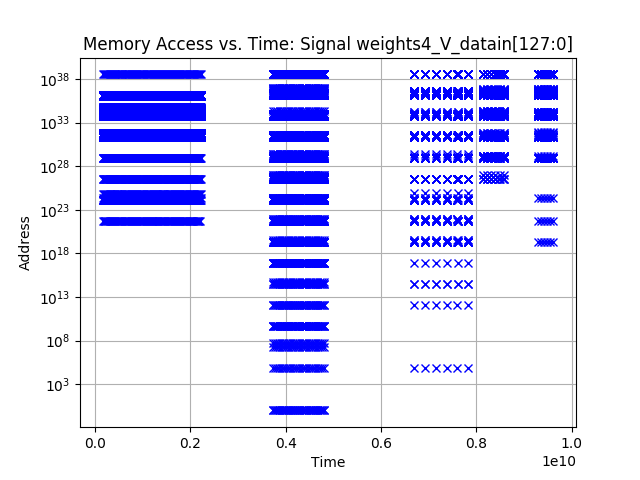 Memory Access vs. Time: Signal weights4_V_datain[127:0]
10^38
10^33
10^28
10^23
10^18
10^13
10^8
10^3
Address
0.0 0.2 0.4 0.6 0.8 1.0
1e10
Time